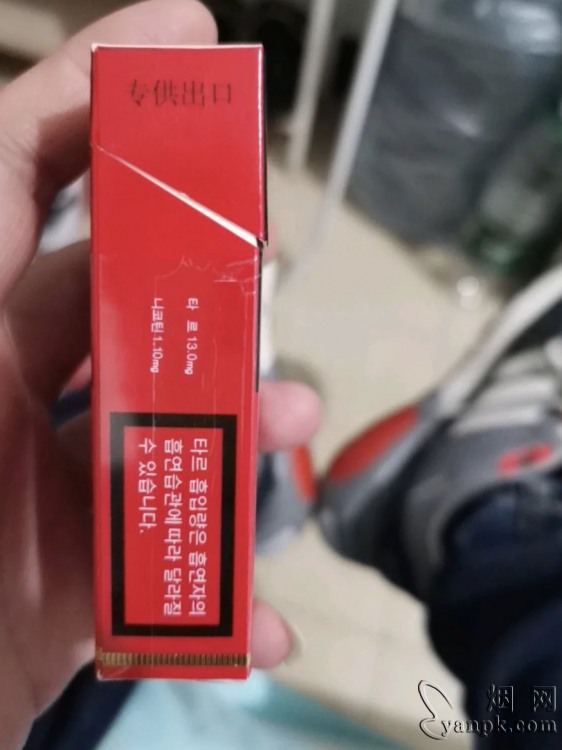 专供出口
타 르 13.0mg
니코틴 1.10mg
타르 흡입량은 흡연자의
흡연습관에 따라 달라질
수 있습니다.
烟网
yanpk.com